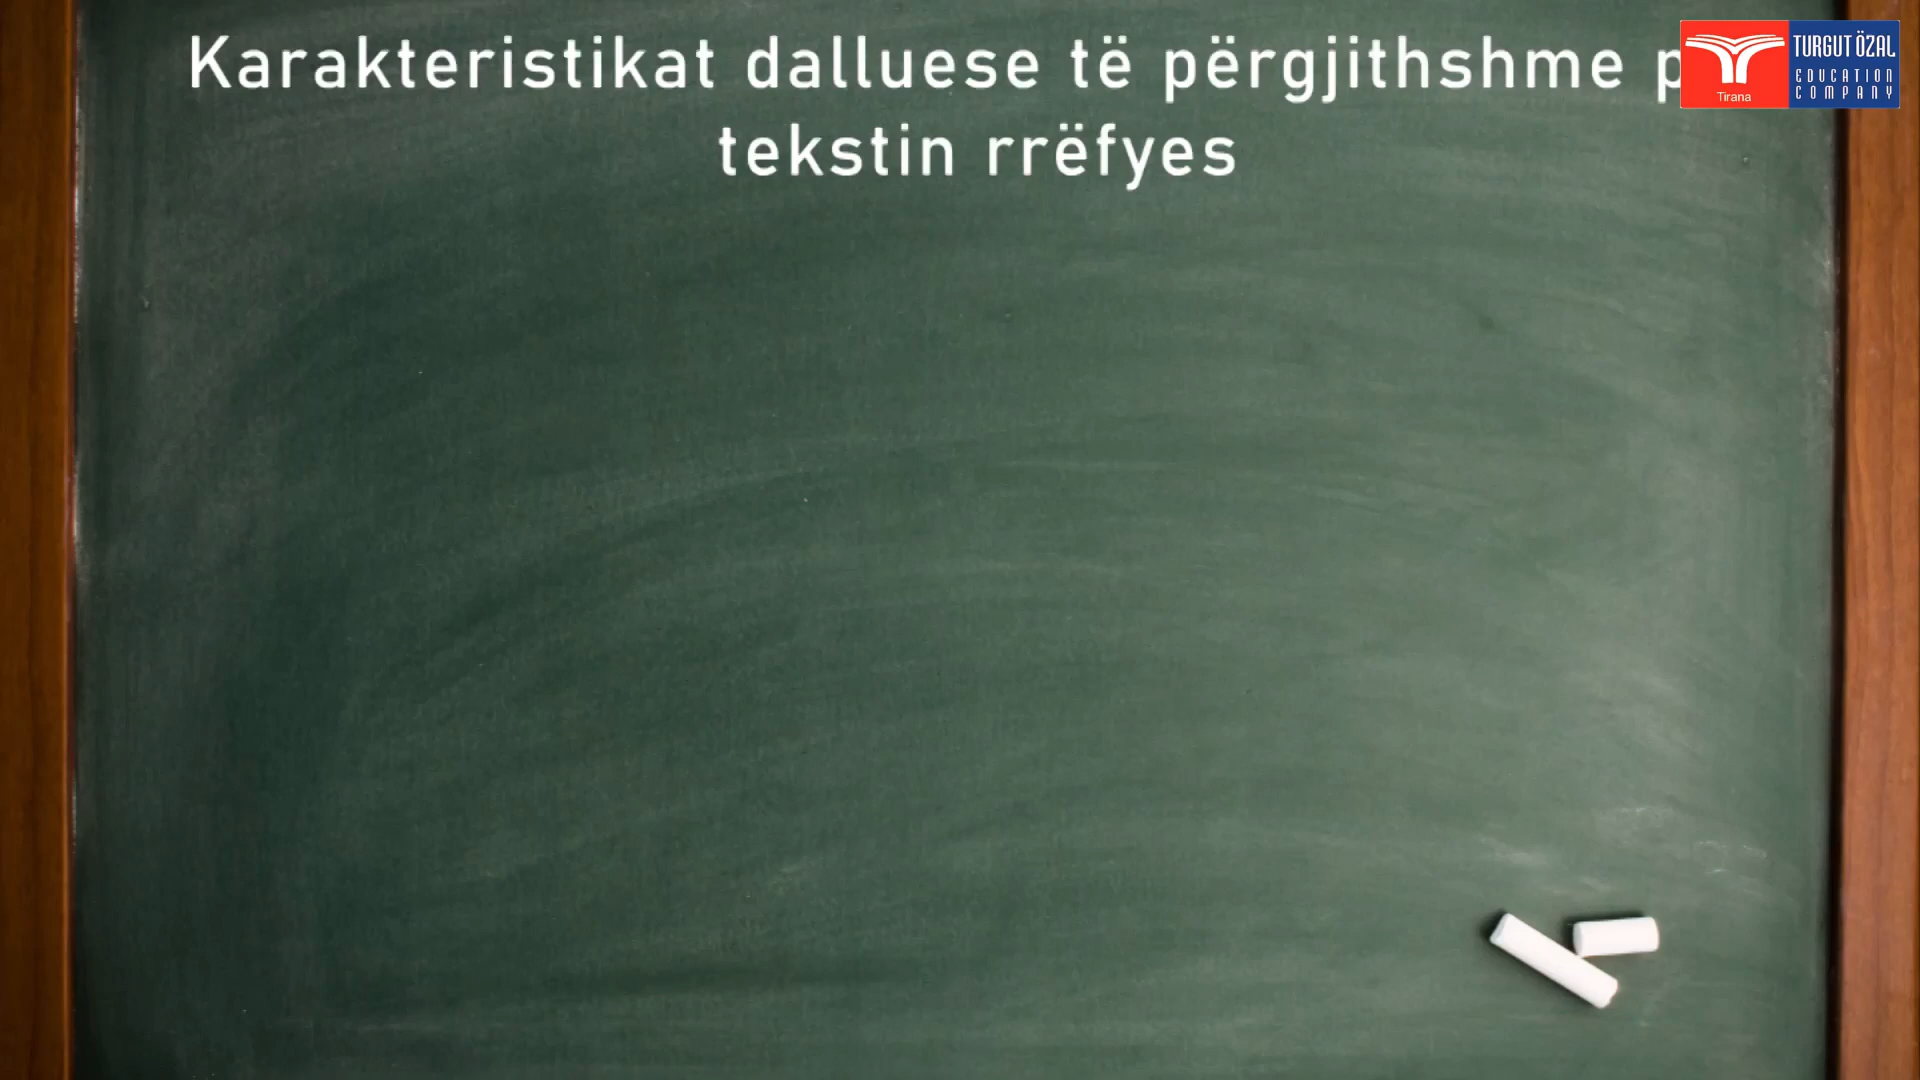 Karakteristikat dalluese të përgjithshme
tekstin rrëfyes
Tirana
TURGUT ÖZAL
EDUCATION
COMPANY